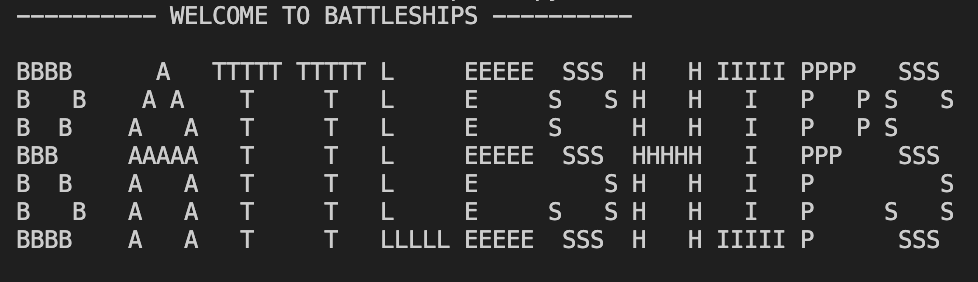 ---------- WELCOME TO BATTLESHIPS ----------
BBBB      A   TTTTT TTTTT L     EEEEE  SSS  H   H IIIII PPPP   SSS
B   B    A A    T     T   L     E     S   S H   H   I   P   P S   S
B  B    A   A   T     T   L     E     S     H   H   I   P   P S
BBB     AAAAA   T     T   L     EEEEE  SSS  HHHHH   I   PPP    SSS
B  B    A   A   T     T   L     E         S H   H   I   P         S
B   B   A   A   T     T   L     E     S   S H   H   I   P     S   S
BBBB    A   A   T     T   LLLLL EEEEE  SSS  H   H IIIII P      SSS